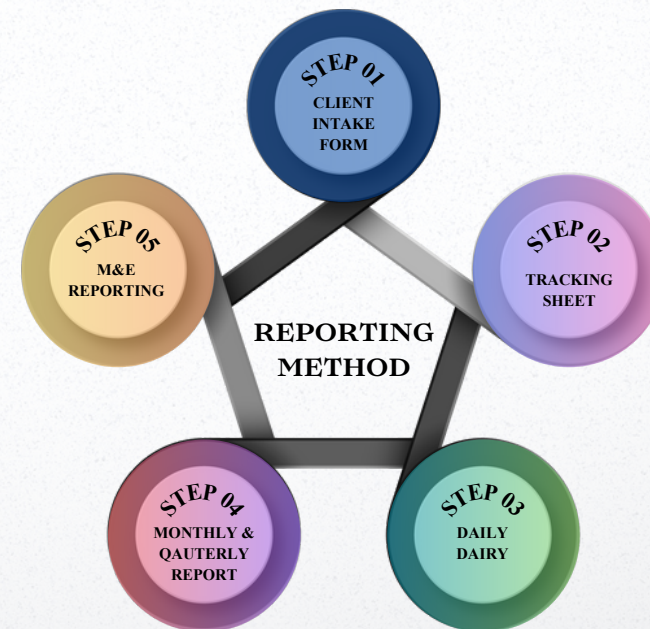 STEP 01
CLIENT
INTAKE
FORM
STEP 02
TRACKING
SHEET
STEP 03
DAILY
DAIRY
STEP 04
MONTHLY &
QAUTERLY
REPORT
STEP 05
M&E
REPORTING
REPORTING
METHOD